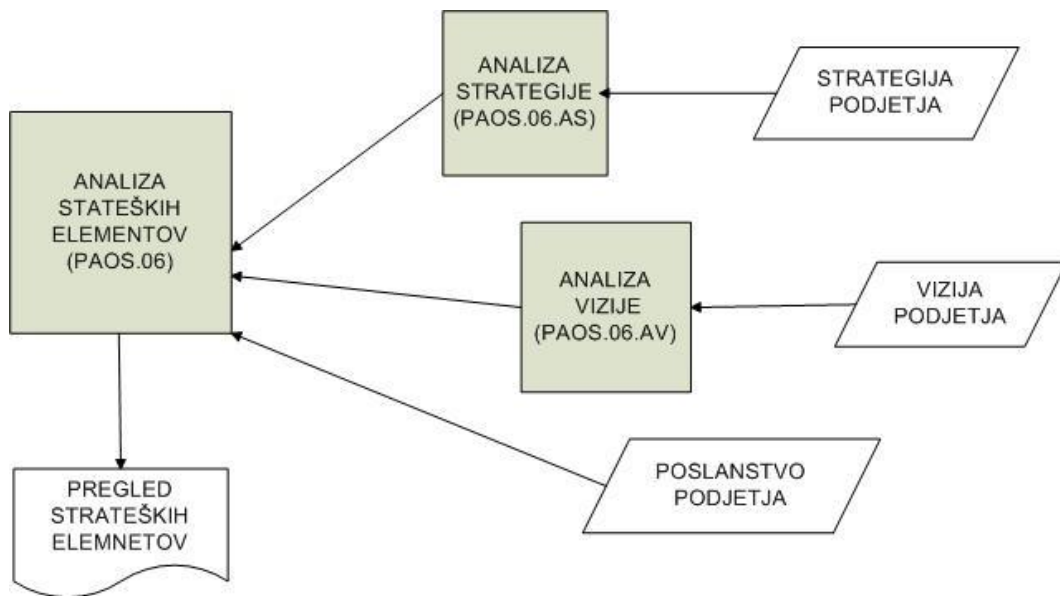 ANALIZA
STRATEGIJE
(PAOS.06.AS)
STRATEGIJA
PODJETJA
ANALIZA
STATEŠKIH
ELEMENTOV
(PAOS.06)
ANALIZA
VIZIJE
(PAOS.06.AV)
VIZIJA
PODJETJA
POSLANSTVO
PODJETJA
PREGLED
STRATEŠKIH
ELEMNETOV